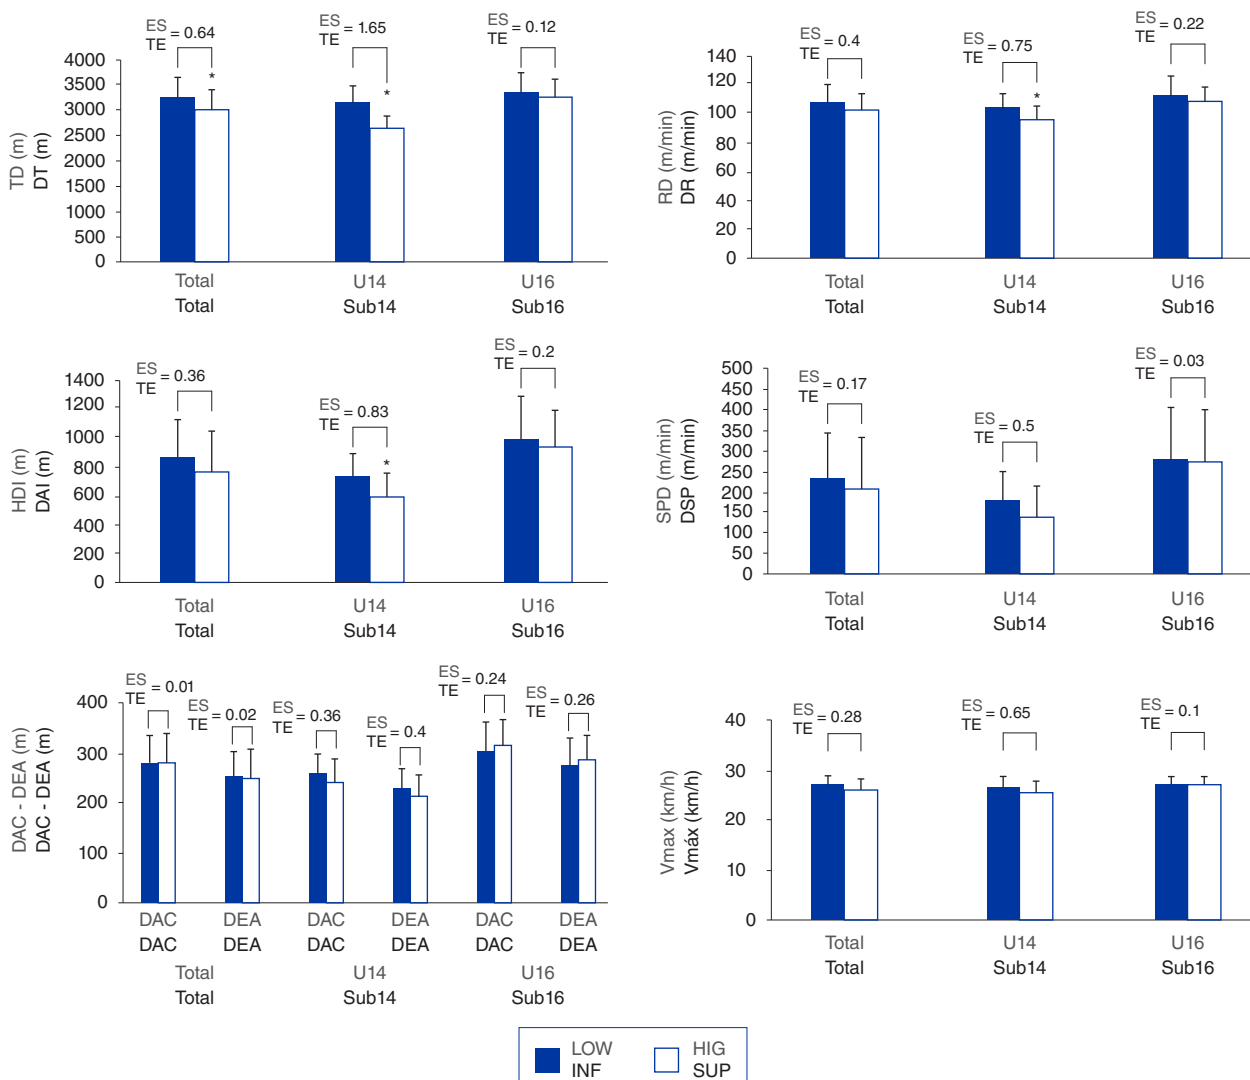 ES
TE = 0.64
ES
TE = 1.65
ES
TE = 0.12
TD (m)
DT (m)
4000
3500
3000
2500
2000
1500
1000
500
0
*
*
Total
Total
U14
Sub14
U16
Sub16
ES
TE = 0.4
ES
TE = 0.75
ES
TE = 0.22
RD (m/min)
DR (m/min)
140
120
100
80
60
40
20
0
*
Total
Total
U14
Sub14
U16
Sub16
ES
TE = 0.36
ES
TE = 0.83
ES
TE = 0.2
HDI (m)
DAI (m)
1400
1200
1000
800
600
400
200
0
*
Total
Total
U14
Sub14
U16
Sub16
ES
TE = 0.17
ES
TE = 0.5
ES
TE = 0.03
SPD (m/min)
DSP (m/min)
500
450
400
350
300
250
200
150
100
50
0
Total
Total
U14
Sub14
U16
Sub16
ES
TE = 0.01
ES
TE = 0.02
ES
TE = 0.36
ES
TE = 0.4
ES
TE = 0.24
ES
TE = 0.26
DAC - DEA (m)
DAC - DEA (m)
400
300
200
100
0
DAC DEA DAC DEA DAC DEA
DAC DEA DAC DEA DAC DEA
Total
Total
U14
Sub14
U16
Sub16
ES
TE = 0.28
ES
TE = 0.65
ES
TE = 0.1
Vmax (km/h)
Vmáx (km/h)
40
30
20
10
0
Total
Total
U14
Sub14
U16
Sub16
LOW
INF
HIG
SUP